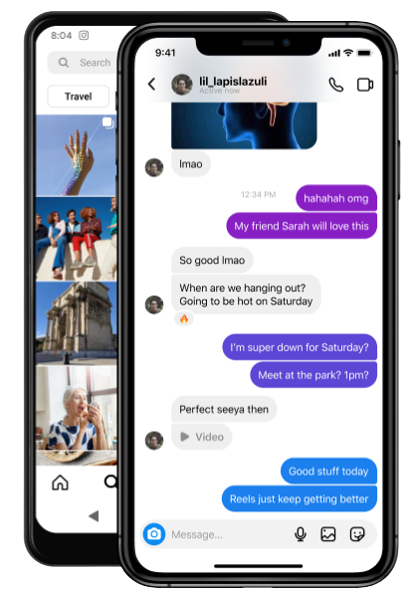 8:04
Search
Travel
9:41
lil_lapislazuli
Active now
lmao
12:34 PM
hahahah omg
My friend Sarah will love this
So good lmao
When are we hanging out?
Going to be hot on Saturday
I'm super down for Saturday?
Meet at the park? 1pm?
Perfect seeya then
Video
Good stuff today
Reels just keep getting better
Message...